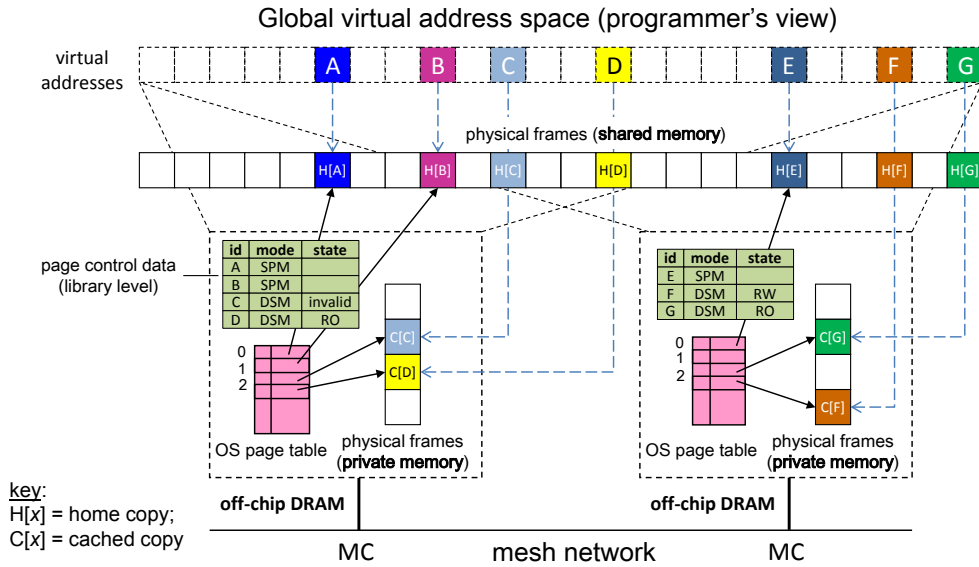 Global virtual address space (programmer's view)
virtual
addresses
A B C D E F G
physical frames (shared memory)
H[A] H[B] H[C] H[D] H[E] H[F] H[G]
page control data
(library level)
id mode state
A SPM
B SPM
C DSM invalid
D DSM RO
id mode state
E SPM
F DSM RW
G DSM RO
0
1
2
C[C]
C[D]
OS page table
physical frames
(private memory)
0
1
2
C[G]
C[F]
OS page table
physical frames
(private memory)
key:
H[x] = home copy;
C[x] = cached copy
off-chip DRAM
off-chip DRAM
MC mesh network MC